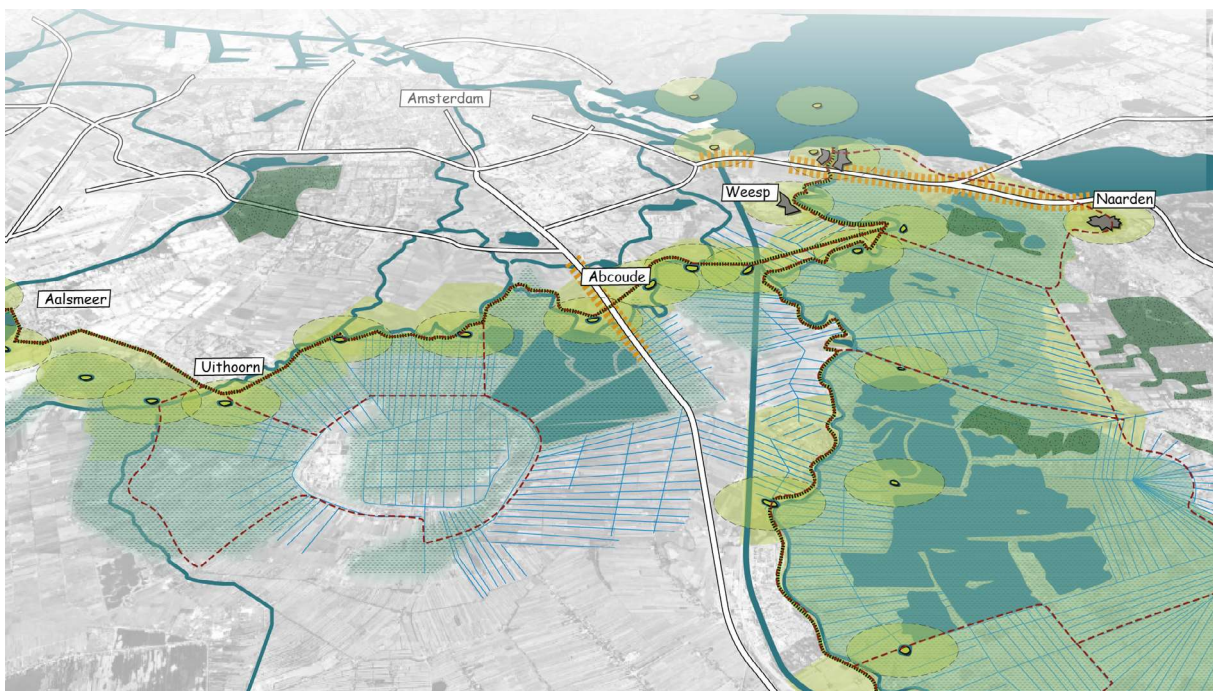 Amsterdam
Weesp
Naarden
Abcoude
Aalsmeer
Uithoorn